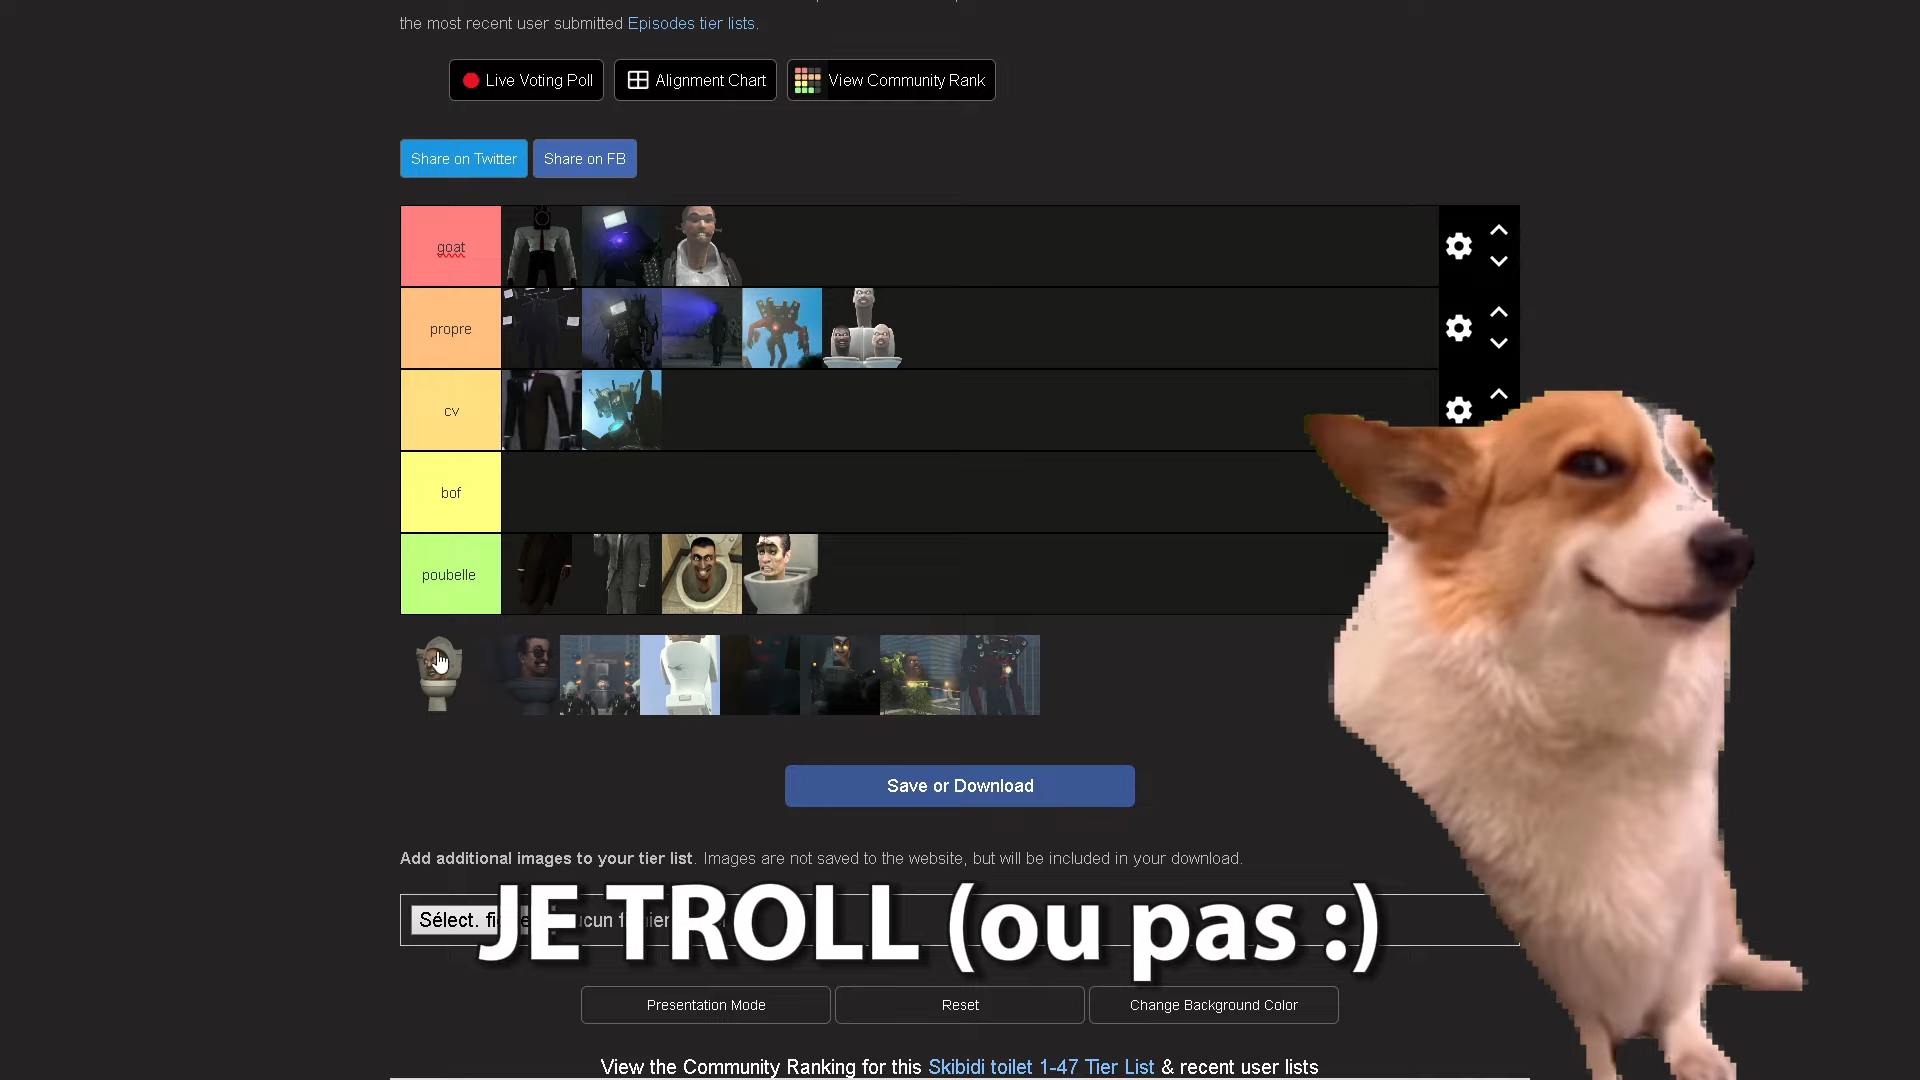 the most recent user submitted Episodes tier lists.
Live Voting Poll
Alignment Chart
View Community Rank
Share on Twitter
Share on FB
goat
propre
cv
bof
poubelle
Save or Download
Add additional images to your tier list. Images are not saved to the website, but will be included in your download.
Sélect.
JE TROLL (ou pas :)
Presentation Mode
Reset
Change Background Color
View the Community Ranking for this Skibidi toilet 1-47 Tier List & recent user lists